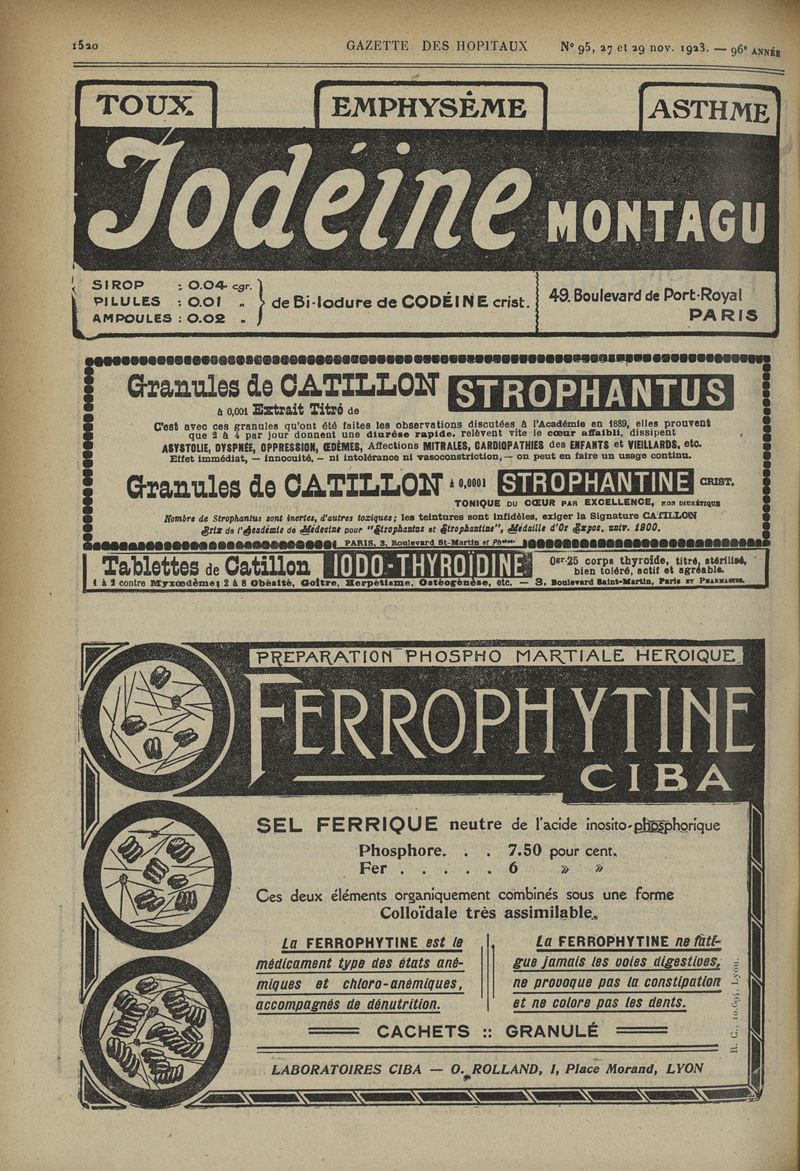 1520 GAZETTE DES HOPITAUX N° 95, 27 et 29 nov. 1923. — 96e ANNÉE
TOUX EMPHYSÈME ASTHME
Iodéine MONTAGU
SIROP : 0.04 cgr.
PILULES : 0.01 „
AMPOULES : 0.02 „
de Bi-Iodure de CODÉINE crist.
49, Boulevard de Port-Royal
PARIS
Granules de CATILLON STROPHANTUS
à 0,001 Extrait Titré de
C'est avec ces granules qu'ont été faites les observations discutées à l'Académie en 1889, elles prouvent
que 2 à 4 par jour donnent une diurèse rapide, relèvent vite le cœur affaibli, dissipent
ASYSTOLIE, DYSPNÉE, OPPRESSION, ŒDÈMES, Affections MITRALES, CARDIOPATHIES des ENFANTS et VIEILLARDS, etc.
Effet immédiat, — innocuité, — ni intolérance ni vasoconstriction, — on peut en faire un usage continu.
Granules de CATILLON à 0,0001 STROPHANTINE CRIST.
TONIQUE DU CŒUR PAR EXCELLENCE, NON DIURÉTIQUE
Nombre de Strophantus sont inertes, d'autres toxiques; les teintures sont infidèles, exiger la Signature CATILLON
Prix de l'Académie de Médecine pour "Strophantus et Strophantine", Médaille d'Or Expos. univ. 1900.
PARIS, 3, Boulevard St-Martin et Phcies.
Tablettes de Catillon IODO-THYROÏDINE
0gr.25 corps thyroïde, titré, stérilisé,
bien toléré, actif et agréable.
1 à 2 contre Myxœdème; 2 à 8 Obésité, Goître, Herpétisme, Ostéogénèse, etc. — 3, Boulevard Saint-Martin, Paris ET PHARMACIES.
PREPARATION PHOSPHO MARTIALE HEROIQUE
FERROPHYTINE
CIBA
SEL FERRIQUE neutre de l'acide inosito-phosphorique
Phosphore. . . 7.50 pour cent.
Fer . . . . . 6 » »
Ces deux éléments organiquement combinés sous une forme
Colloïdale très assimilable.
La FERROPHYTINE est le
médicament type des états ané-
miques et chloro-anémiques,
accompagnés de dénutrition.
La FERROPHYTINE ne fati-
gue jamais les voies digestives,
ne provoque pas la constipation
et ne colore pas les dents.
CACHETS :: GRANULÉ
LABORATOIRES CIBA — O. ROLLAND, 1, Place Morand, LYON
R. C., 10.694, Lyon.